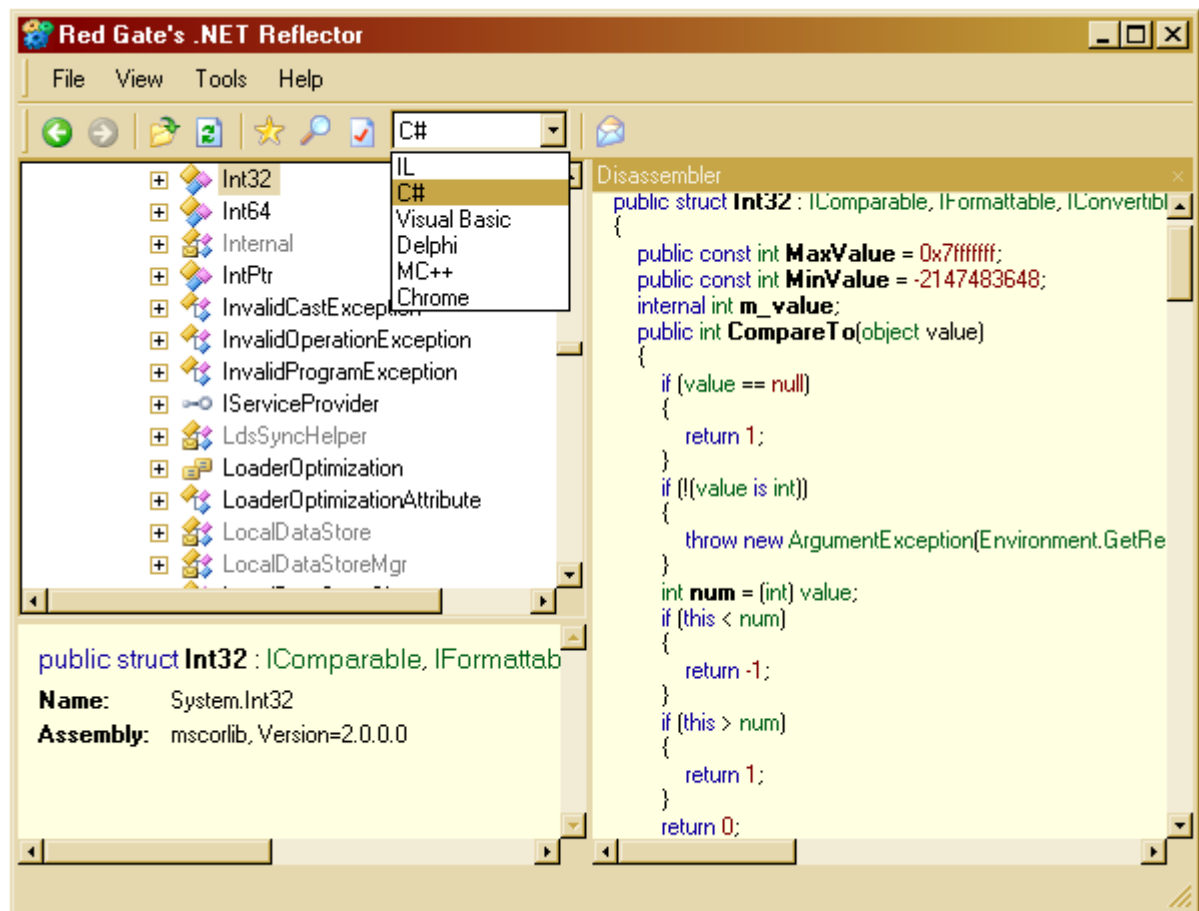 Red Gate's .NET Reflector
File View Tools Help
C#
IL
C#
Visual Basic
Delphi
MC++
Chrome
Int32
Int64
Internal
IntPtr
InvalidCastException
InvalidOperationException
InvalidProgramException
IServiceProvider
LdsSyncHelper
LoaderOptimization
LoaderOptimizationAttribute
LocalDataStore
LocalDataStoreMgr
public struct Int32 : IComparable, IFormattab
Name: System.Int32
Assembly: mscorlib, Version=2.0.0.0
Disassembler
public struct Int32 : IComparable, IFormattable, IConvertibl
{
public const int MaxValue = 0x7fffffff;
public const int MinValue = -2147483648;
internal int m_value;
public int CompareTo(object value)
{
if (value == null)
{
return 1;
}
if (!(value is int))
{
throw new ArgumentException(Environment.GetRe
}
int num = (int) value;
if (this < num)
{
return -1;
}
if (this > num)
{
return 1;
}
return 0;